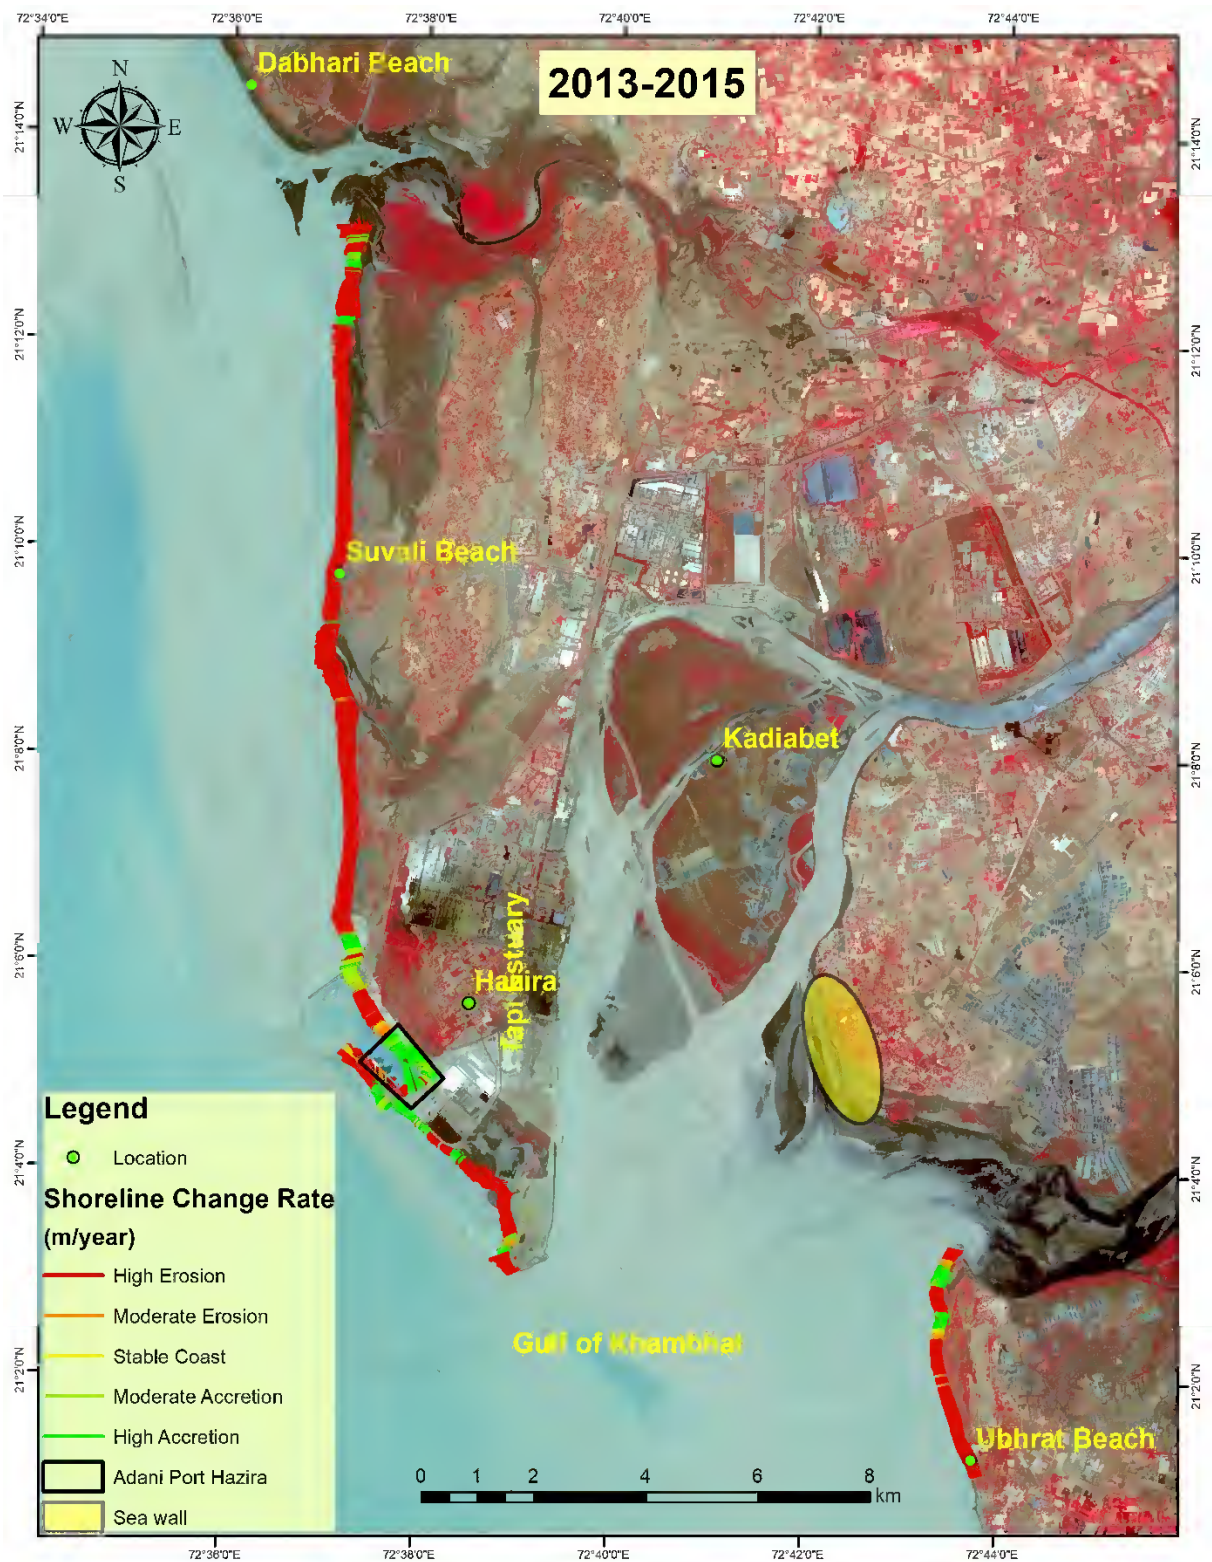 72°34'0"E 72°36'0"E 72°38'0"E 72°40'0"E 72°42'0"E 72°44'0"E
Dabhari Beach
2013-2015
N
W E
S
21°14'0"N
21°14'0"N
21°12'0"N
21°12'0"N
Suvali Beach
21°10'0"N
21°10'0"N
Kadiabet
21°8'0"N
21°8'0"N
Tapi Estuary
Hazira
21°6'0"N
21°6'0"N
21°4'0"N
21°4'0"N
Gulf of Khambhat
21°2'0"N
21°2'0"N
Ubhrat Beach
Legend
Location
Shoreline Change Rate
(m/year)
High Erosion
Moderate Erosion
Stable Coast
Moderate Accretion
High Accretion
Adani Port Hazira
Sea wall
0 1 2 4 6 8
km
72°36'0"E 72°38'0"E 72°40'0"E 72°42'0"E 72°44'0"E